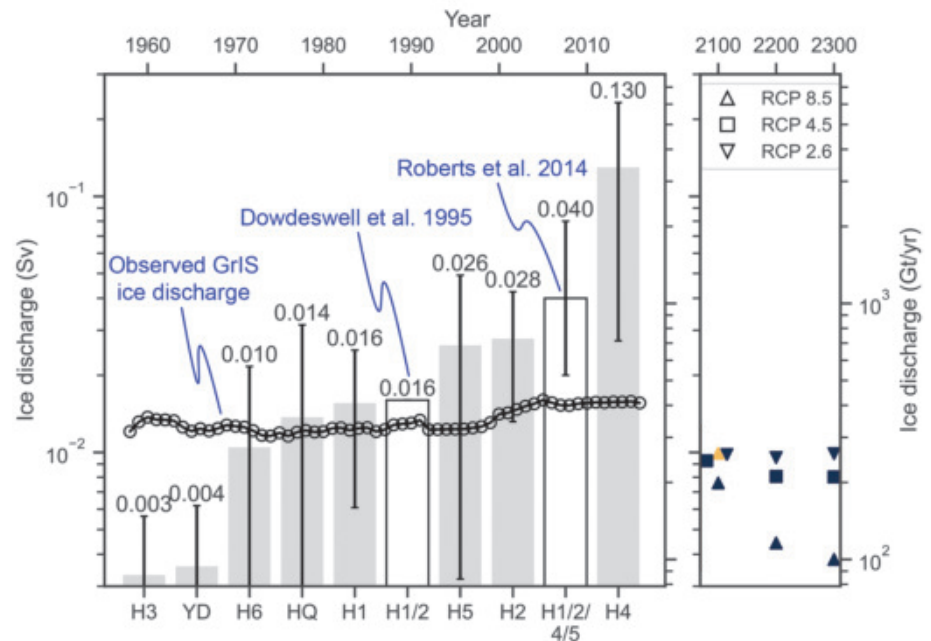 Year
1960 1970 1980 1990 2000 2010
2100 2200 2300
RCP 8.5
RCP 4.5
RCP 2.6
Ice discharge (Sv)
10⁻¹
10⁻²
Observed GrIS
ice discharge
Dowdeswell et al. 1995
Roberts et al. 2014
0.003
0.004
0.010
0.014
0.016
0.016
0.026
0.028
0.040
0.130
10³
10²
Ice discharge (Gt/yr)
H3 YD H6 HQ H1 H1/2 H5 H2 H1/2/ H4
4/5